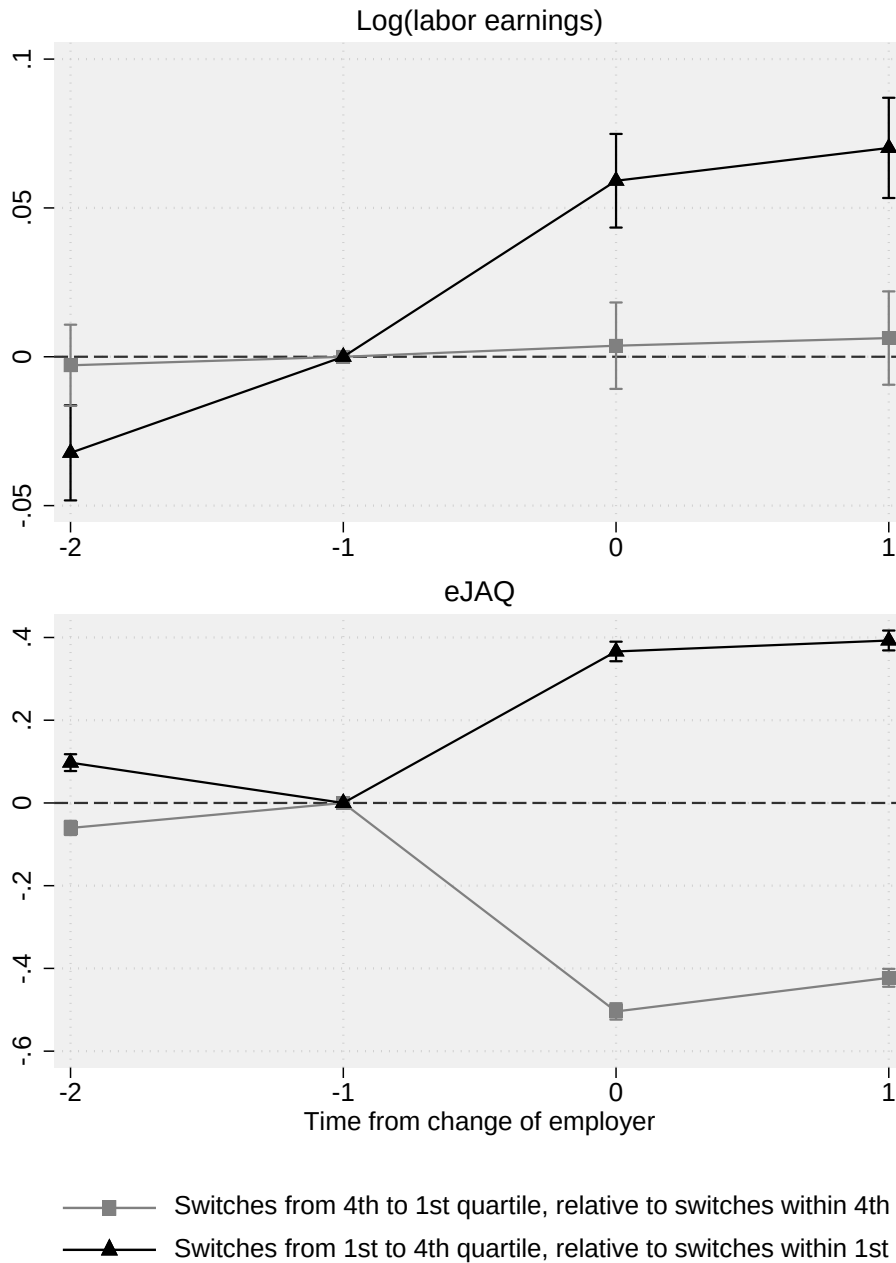 Log(labor earnings)
.1
.05
0
-.05
-2 -1 0 1
eJAQ
.4
.2
0
-.2
-.4
-.6
-2 -1 0 1
Time from change of employer
Switches from 4th to 1st quartile, relative to switches within 4th
Switches from 1st to 4th quartile, relative to switches within 1st